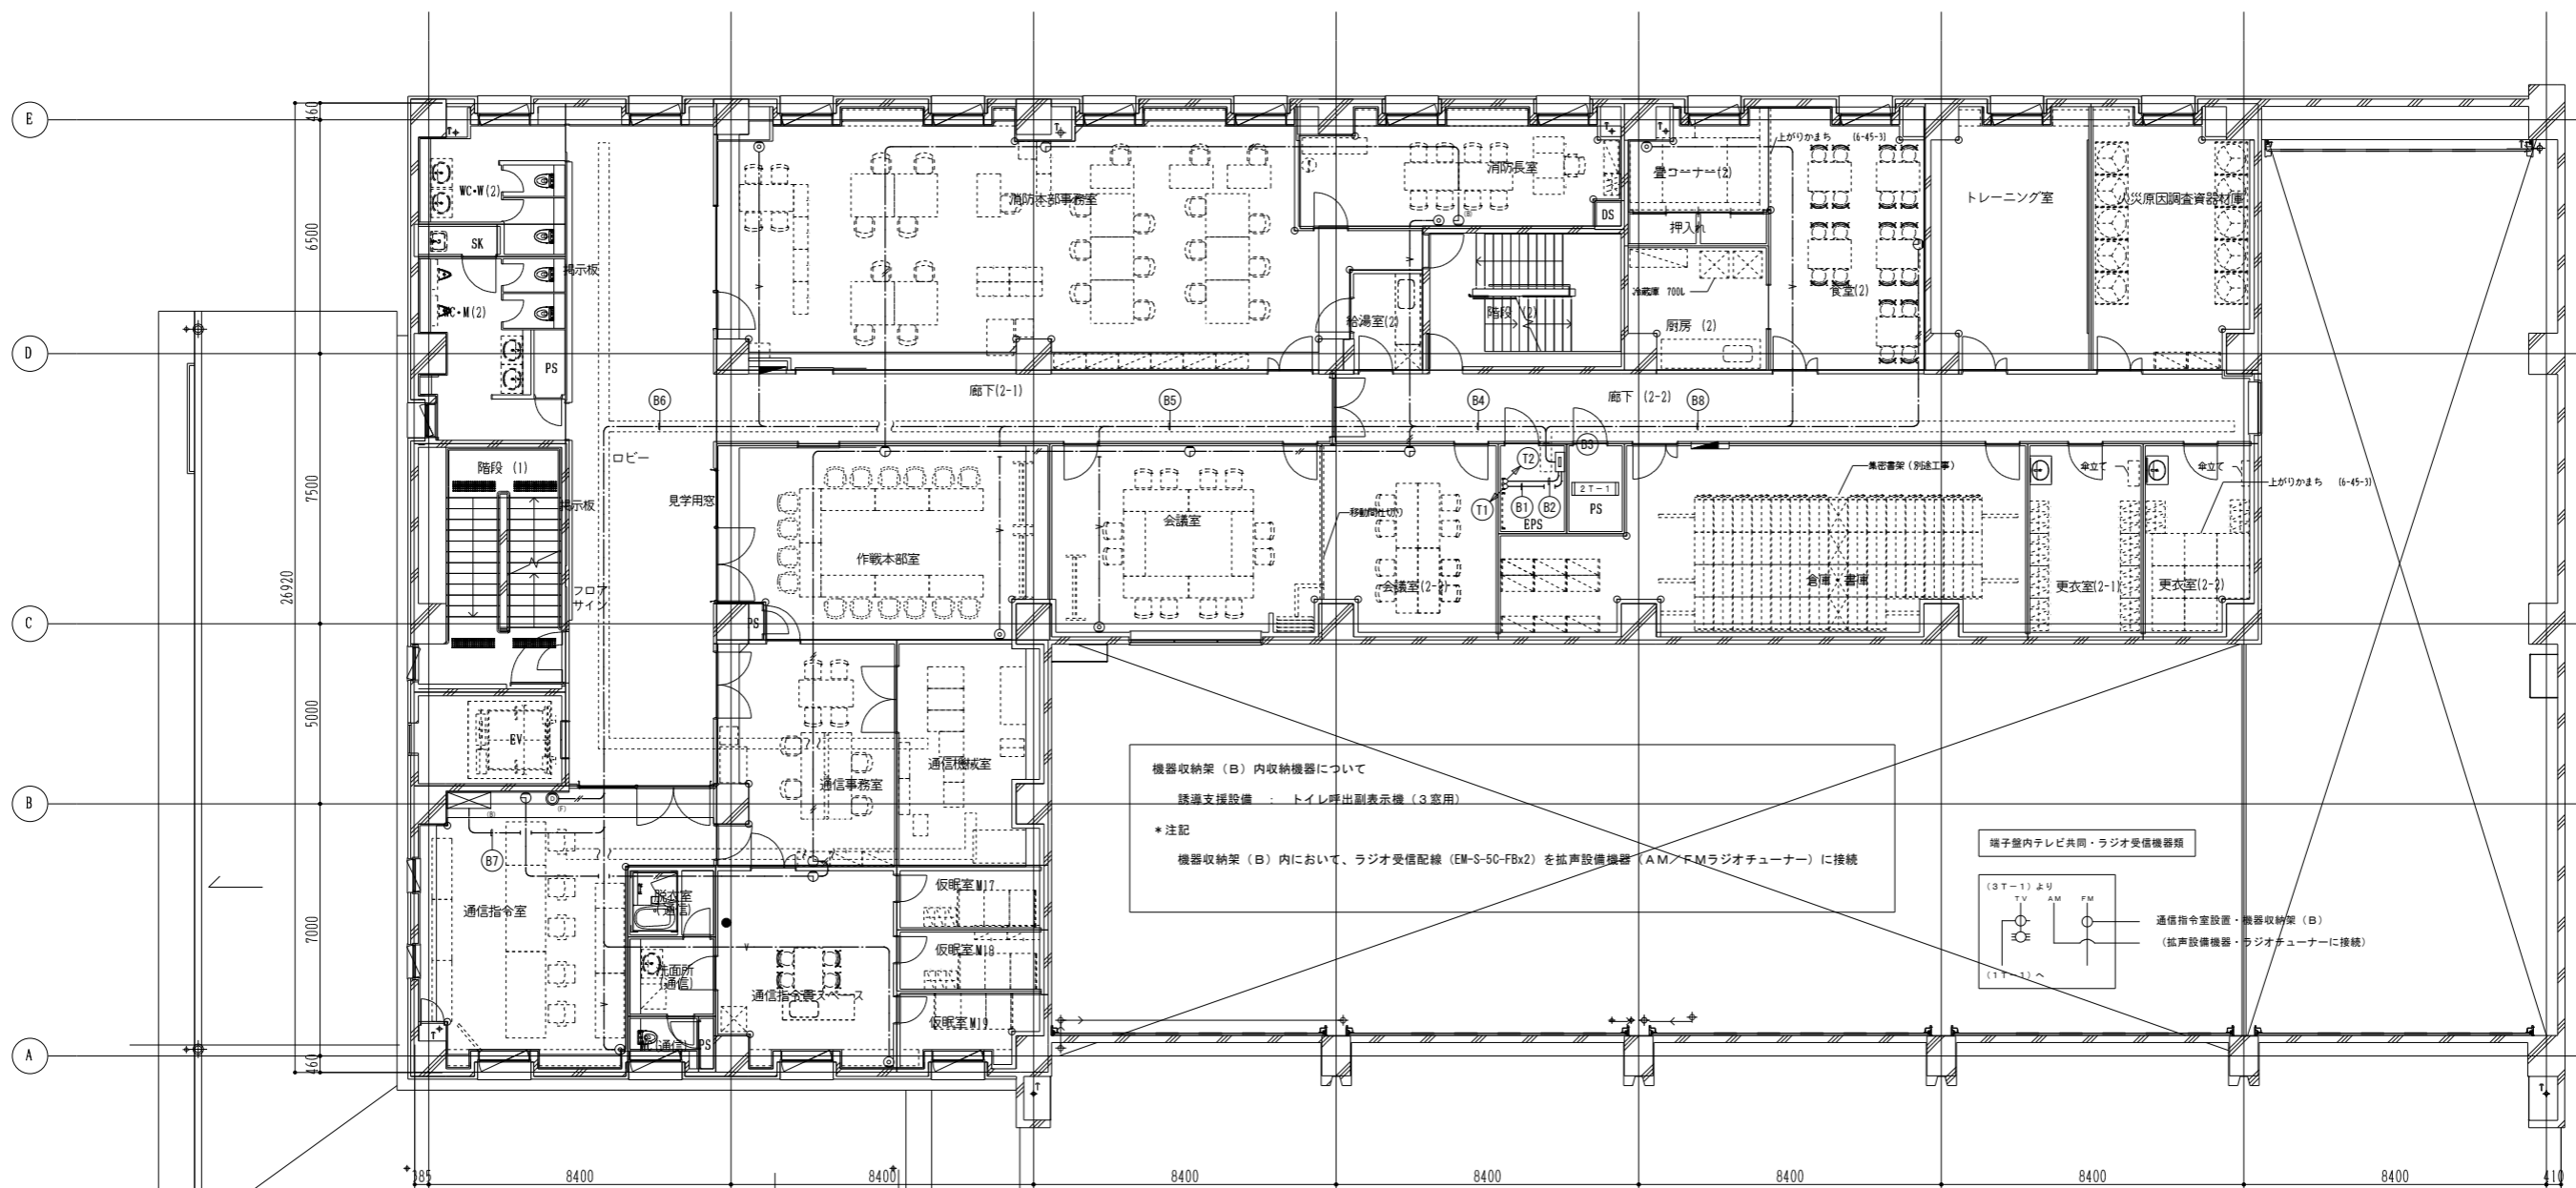 E
D
C
B
A
460
6500
7500
5000
7000
460
26920
WC・W(2)
SK
掲示板
WC・M(2)
PS
消防本部事務室
消防長室
DS
上がりかまち (6-45-3)
畳コーナー(2)
押入れ
冷蔵庫 700L
厨房 (2)
食堂(2)
トレーニング室
火災原因調査資器材庫
給湯室(2)
階段 (2)
廊下(2-1)
廊下 (2-2)
B6
B5
B4
B8
B3
階段 (1)
ロビー
掲示板
見学用窓
フロア
サイン
作戦本部室
会議室
移動間仕切り
会議室(2-2)
T2
T1
B1
B2
EPS
2T-1
PS
集密書架(別途工事)
倉庫・書庫
傘立て
傘立て
上がりかまち (6-45-3)
更衣室(2-1)
更衣室(2-2)
PS
EV
通信事務室
通信機械室
(B)
(F)
B7
通信指令室
脱衣室
(通信)
洗面所
(通信)
WC(通信)
PS
通信指令員スペース
仮眠室M17
仮眠室M18
仮眠室M19
機器収納架(B)内収納機器について
誘導支援設備 : トイレ呼出副表示機(3窓用)
*注記
機器収納架(B)内において、ラジオ受信配線(EM-S-5C-FBx2)を拡声設備機器(AM/FMラジオチューナー)に接続
端子盤内テレビ共同・ラジオ受信機器類
(3T-1)より
TV AM FM
通信指令室設置・機器収納架(B)
(拡声設備機器・ラジオチューナーに接続)
(1T-1)へ
385
8400
8400
8400
8400
8400
8400
8400
410